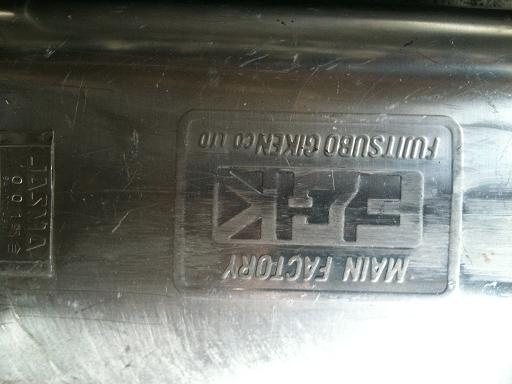 MAIN FACTORY
FGK
FUJITSUBO GIKEN CO LTD
JASMA